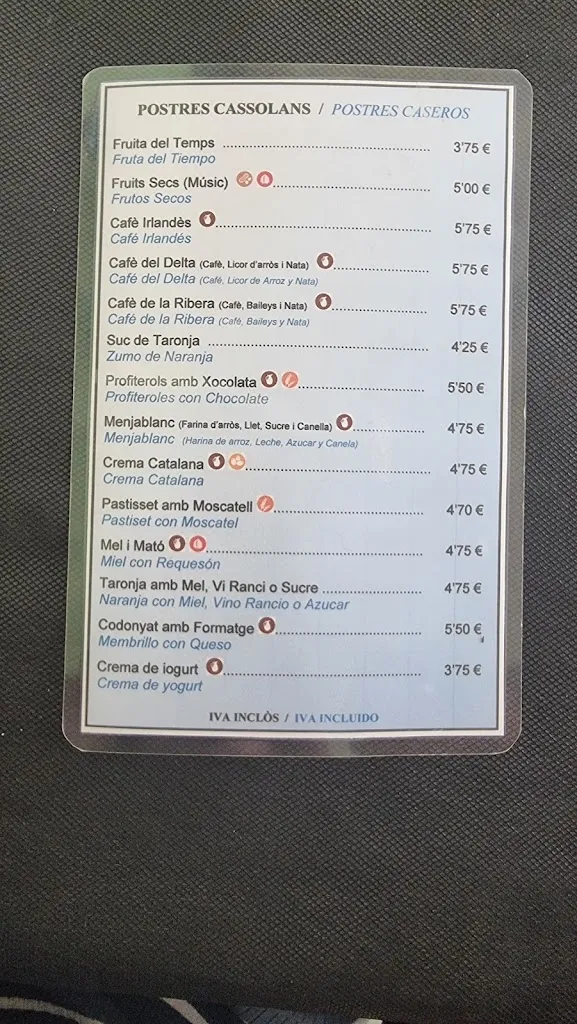 POSTRES CASSOLANS / POSTRES CASEROS
Fruita del Temps ........................ 3'75 €
Fruta del Tiempo
Fruits Secs (Músic) ........................ 5'00 €
Frutos Secos
Cafè Irlandès ........................ 5'75 €
Café Irlandés
Cafè del Delta (Cafè, Licor d'arròs i Nata) ........................ 5'75 €
Café del Delta (Café, Licor de Arroz y Nata)
Cafè de la Ribera (Cafè, Baileys i Nata) ........................ 5'75 €
Café de la Ribera (Café, Baileys y Nata)
Suc de Taronja ........................ 4'25 €
Zumo de Naranja
Profiterols amb Xocolata ........................ 5'50 €
Profiteroles con Chocolate
Menjablanc (Farina d'arròs, Llet, Sucre i Canella) ........................ 4'75 €
Menjablanc (Harina de arroz, Leche, Azucar y Canela)
Crema Catalana ........................ 4'75 €
Crema Catalana
Pastisset amb Moscatell ........................ 4'70 €
Pastiset con Moscatel
Mel i Mató ........................ 4'75 €
Miel con Requesón
Taronja amb Mel, Vi Ranci o Sucre ........................ 4'75 €
Naranja con Miel, Vino Rancio o Azucar
Codonyat amb Formatge ........................ 5'50 €
Membrillo con Queso
Crema de iogurt ........................ 3'75 €
Crema de yogurt
IVA INCLÒS / IVA INCLUIDO